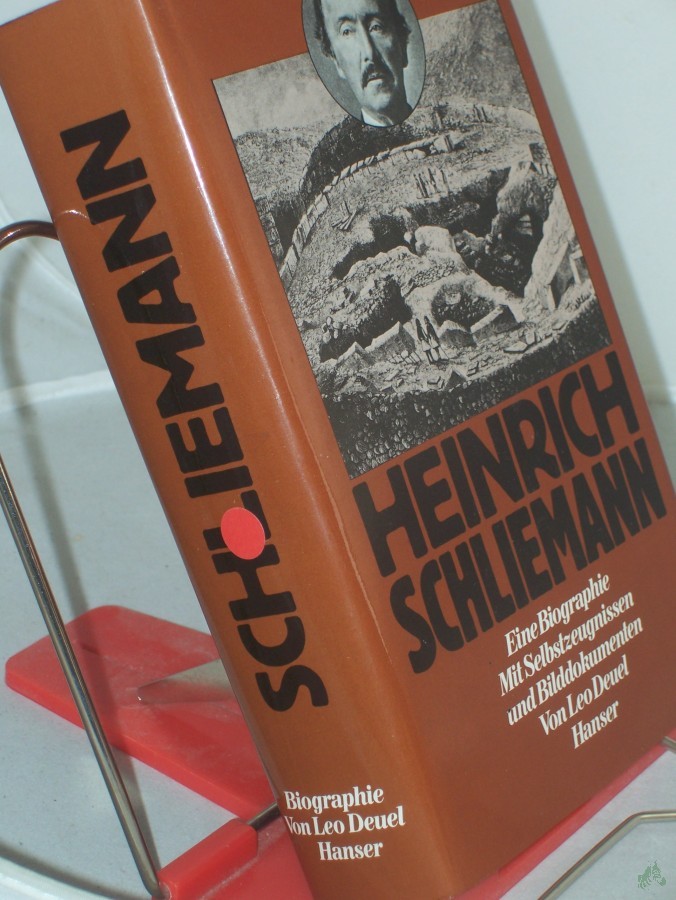 SCHLIEMANN
Biographie
Von Leo Deuel
Hanser
HEINRICH
SCHLIEMANN
Eine Biographie
Mit Selbstzeugnissen
und Bilddokumenten
Von Leo Deuel
Hanser